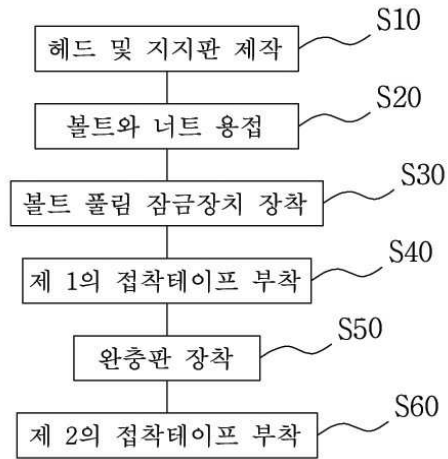 헤드 및 지지판 제작 S10
볼트와 너트 용접 S20
볼트 풀림 잠금장치 장착 S30
제 1의 접착테이프 부착 S40
완충판 장착 S50
제 2의 접착테이프 부착 S60